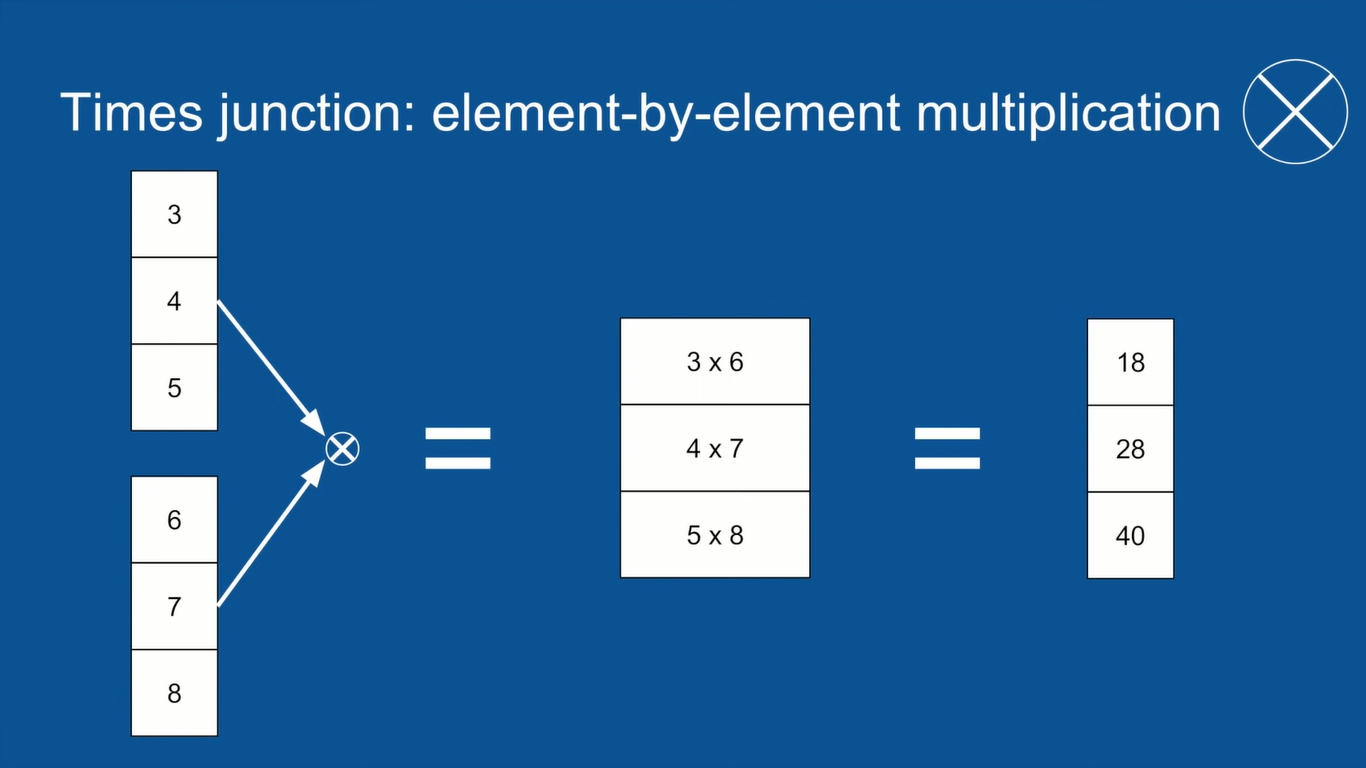 Times junction: element-by-element multiplication
3
4
5
6
7
8
=
3 x 6
4 x 7
5 x 8
=
18
28
40